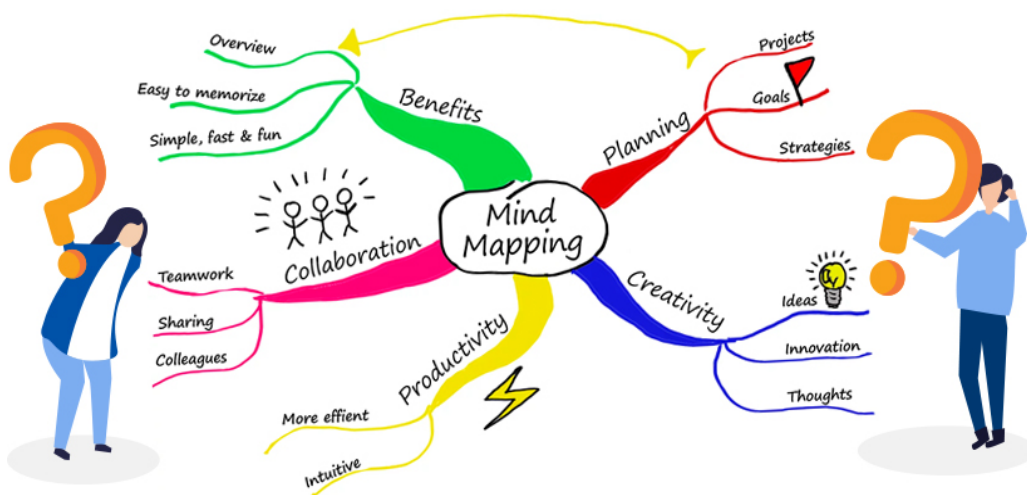 Mind
Mapping
Benefits
Overview
Easy to memorize
Simple, fast & fun
Planning
Projects
Goals
Strategies
Collaboration
Teamwork
Sharing
Colleagues
Productivity
More effient
Intuitive
Creativity
Ideas
Innovation
Thoughts